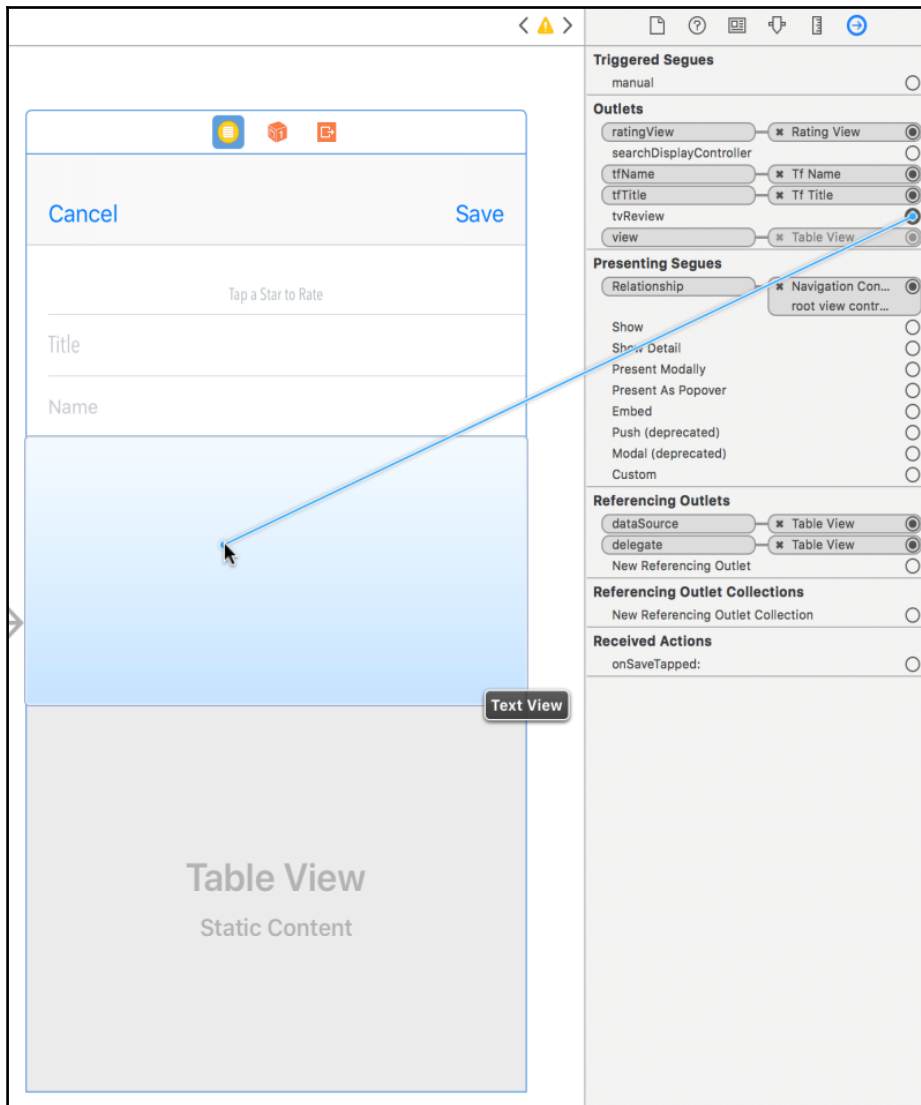 Cancel
Save
Tap a Star to Rate
Title
Name
Text View
Table View
Static Content
Triggered Segues
manual
Outlets
ratingView Rating View
searchDisplayController
tfName Tf Name
tfTitle Tf Title
tvReview
view Table View
Presenting Segues
Relationship Navigation Con...
root view contr...
Show
Show Detail
Present Modally
Present As Popover
Embed
Push (deprecated)
Modal (deprecated)
Custom
Referencing Outlets
dataSource Table View
delegate Table View
New Referencing Outlet
Referencing Outlet Collections
New Referencing Outlet Collection
Received Actions
onSaveTapped: